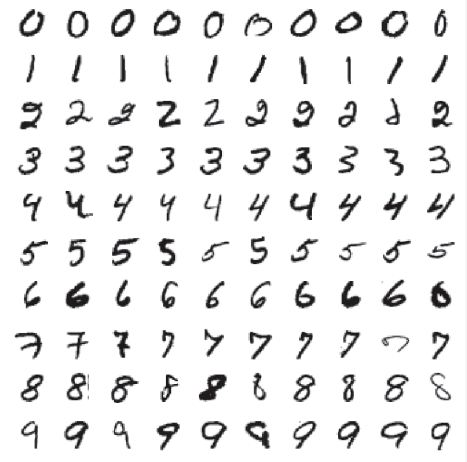 0 0 0 0 0 0 0 0 0 0
1 1 1 1 1 1 1 1 1 1
2 2 2 2 2 2 2 2 2 2
3 3 3 3 3 3 3 3 3 3
4 4 4 4 4 4 4 4 4 4
5 5 5 5 5 5 5 5 5 5
6 6 6 6 6 6 6 6 6 6
7 7 7 7 7 7 7 7 7 7
8 8 8 8 8 8 8 8 8 8
9 9 9 9 9 9 9 9 9 9